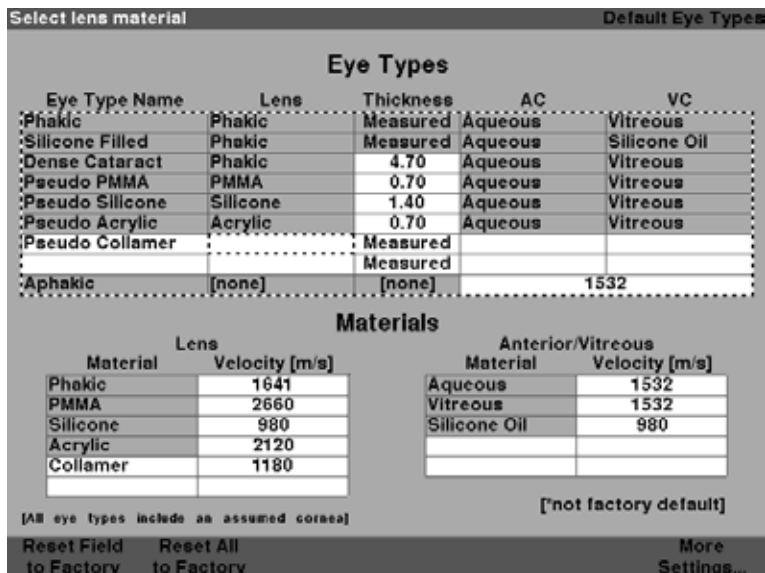 Select lens material Default Eye Types
Eye Types
Eye Type Name Lens Thickness AC VC
Phakic Phakic Measured Aqueous Vitreous
Silicone Filled Phakic Measured Aqueous Silicone Oil
Dense Cataract Phakic 4.70 Aqueous Vitreous
Pseudo PMMA PMMA 0.70 Aqueous Vitreous
Pseudo Silicone Silicone 1.40 Aqueous Vitreous
Pseudo Acrylic Acrylic 0.70 Aqueous Vitreous
Pseudo Collamer Measured
Measured
Aphakic [none] [none] 1532
Materials
Lens Anterior/Vitreous
Material Velocity [m/s] Material Velocity [m/s]
Phakic 1641 Aqueous 1532
PMMA 2660 Vitreous 1532
Silicone 980 Silicone Oil 980
Acrylic 2120
Collamer 1180
[*not factory default]
[All eye types include an assumed cornea]
Reset Field Reset All More
to Factory to Factory Settings...